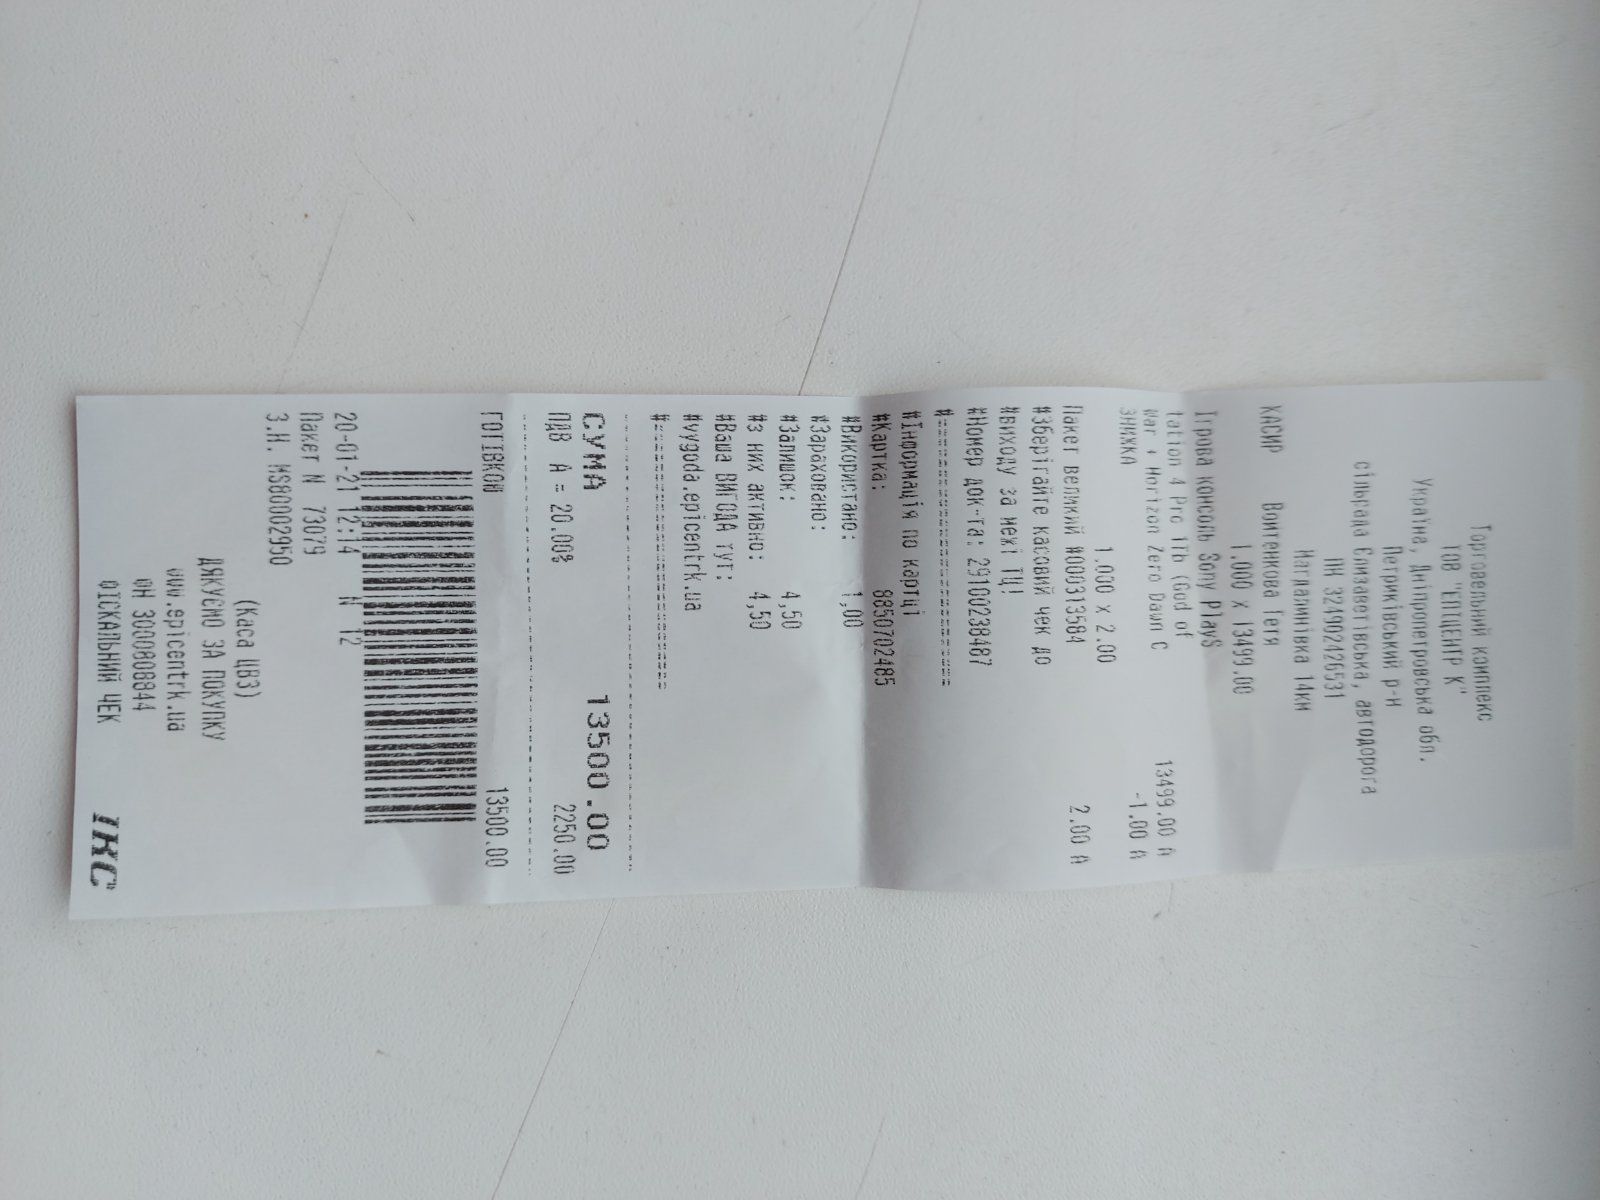 Торговельний комплекс
ТОВ "ЕПІЦЕНТР К"
Україна, Дніпропетровська обл.
Петриківський р-н
сільрада Єлизаветівська, автодорога
ПН 324902426531
Магдалинівка 14км
КАСИР Войтенкова Тетя
1.000 x 13499.00
Ігрова консоль Sony PlayS
tation 4 Pro 1Tb (God of
War + Horizon Zero Dawn C 13499.00 А
ЗНИЖКА -1.00 А
1.000 x 2.00
Пакет великий #000313584 2.00 А
#Зберігайте касовий чек до
#виходу за межі ТЦ!
#Номер док-та: 291002384‌87
#-----------------------------
#Інформація по картці
#Картка: 8850702485
#Використано: 1,00
#Зараховано:
#Залишок: 4,50
#З них активно: 4,50
#Ваша ВИГОДА тут:
#vygoda.epicentrk.ua
#-----------------------------
СУМА 13500.00
ПДВ А = 20.00% 2250.00
ГОТІВКОЮ 13500.00
20-01-21 12:14 N 12
Пакет N 73079
З.Н. MS80002950
(Каса ЦВЗ)
ДЯКУЄМО ЗА ПОКУПКУ
www.epicentrk.ua
ФН 3000808844
ФІСКАЛЬНИЙ ЧЕК
ІКС